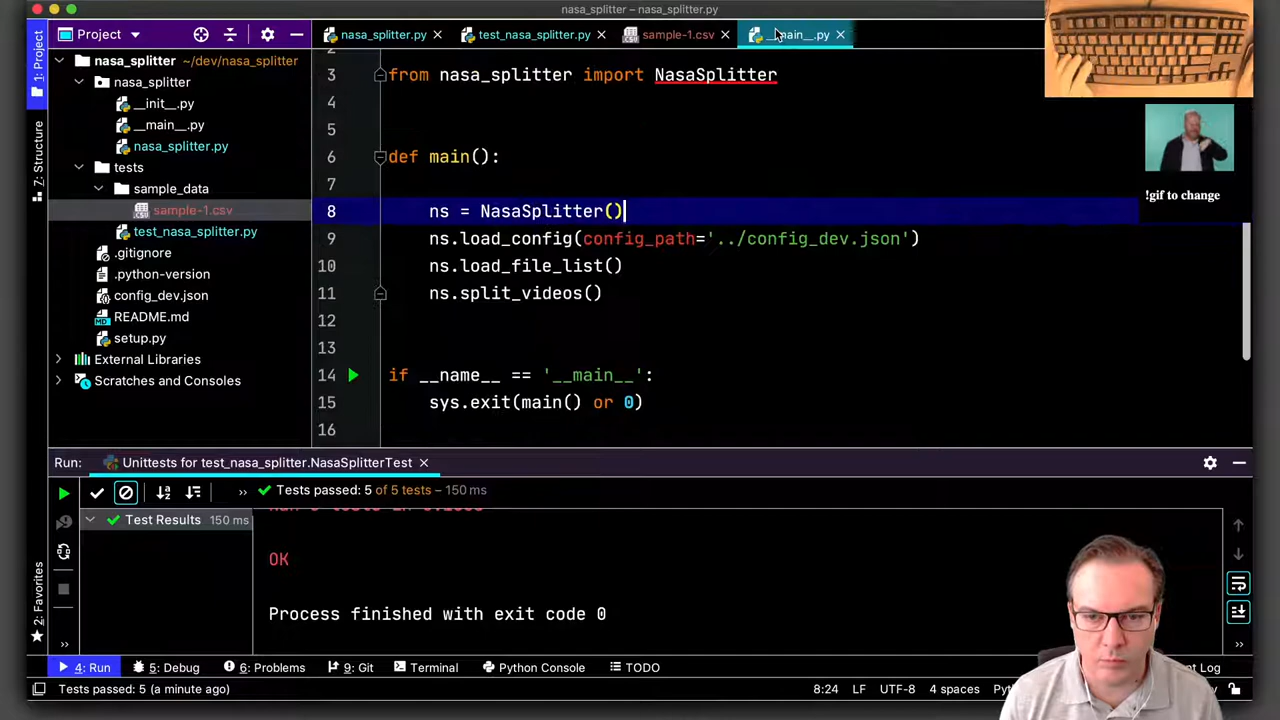 nasa_splitter – nasa_splitter.py
1: Project
Project
nasa_splitter.py
test_nasa_splitter.py
sample-1.csv
__main__.py
nasa_splitter ~/dev/nasa_splitter
nasa_splitter
__init__.py
__main__.py
nasa_splitter.py
tests
sample_data
sample-1.csv
test_nasa_splitter.py
.gitignore
.python-version
config_dev.json
README.md
setup.py
External Libraries
Scratches and Consoles
7: Structure
2: Favorites
3 from nasa_splitter import NasaSplitter
4
5
6 def main():
7
8 ns = NasaSplitter()
9 ns.load_config(config_path='../config_dev.json')
10 ns.load_file_list()
11 ns.split_videos()
12
13
14 if __name__ == '__main__':
15 sys.exit(main() or 0)
16
!gif to change
Run: Unittests for test_nasa_splitter.NasaSplitterTest
Tests passed: 5 of 5 tests – 150 ms
Test Results 150 ms
OK
Process finished with exit code 0
4: Run 5: Debug 6: Problems 9: Git Terminal Python Console TODO
Tests passed: 5 (a minute ago)
8:24 LF UTF-8 4 spaces